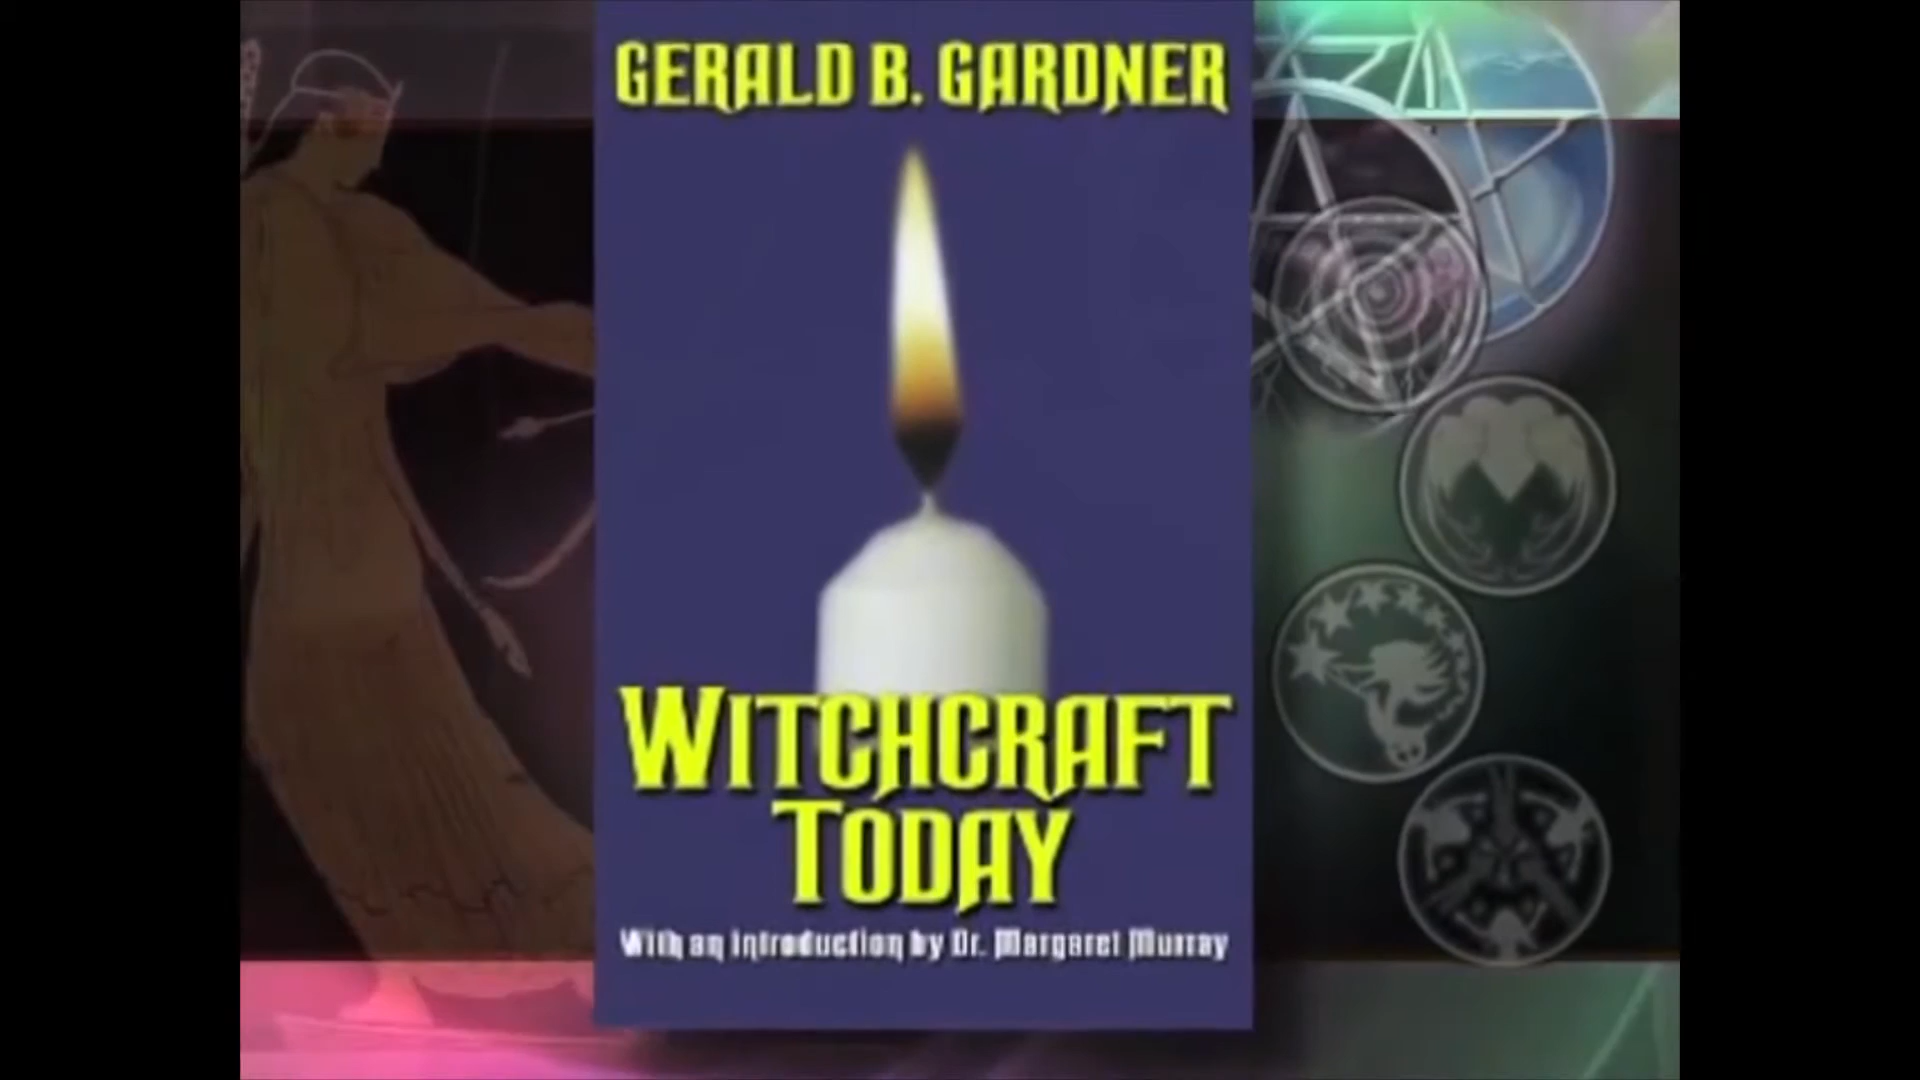 GERALD B. GARDNER
WITCHCRAFT
TODAY
With an introduction by Dr. Margaret Murray